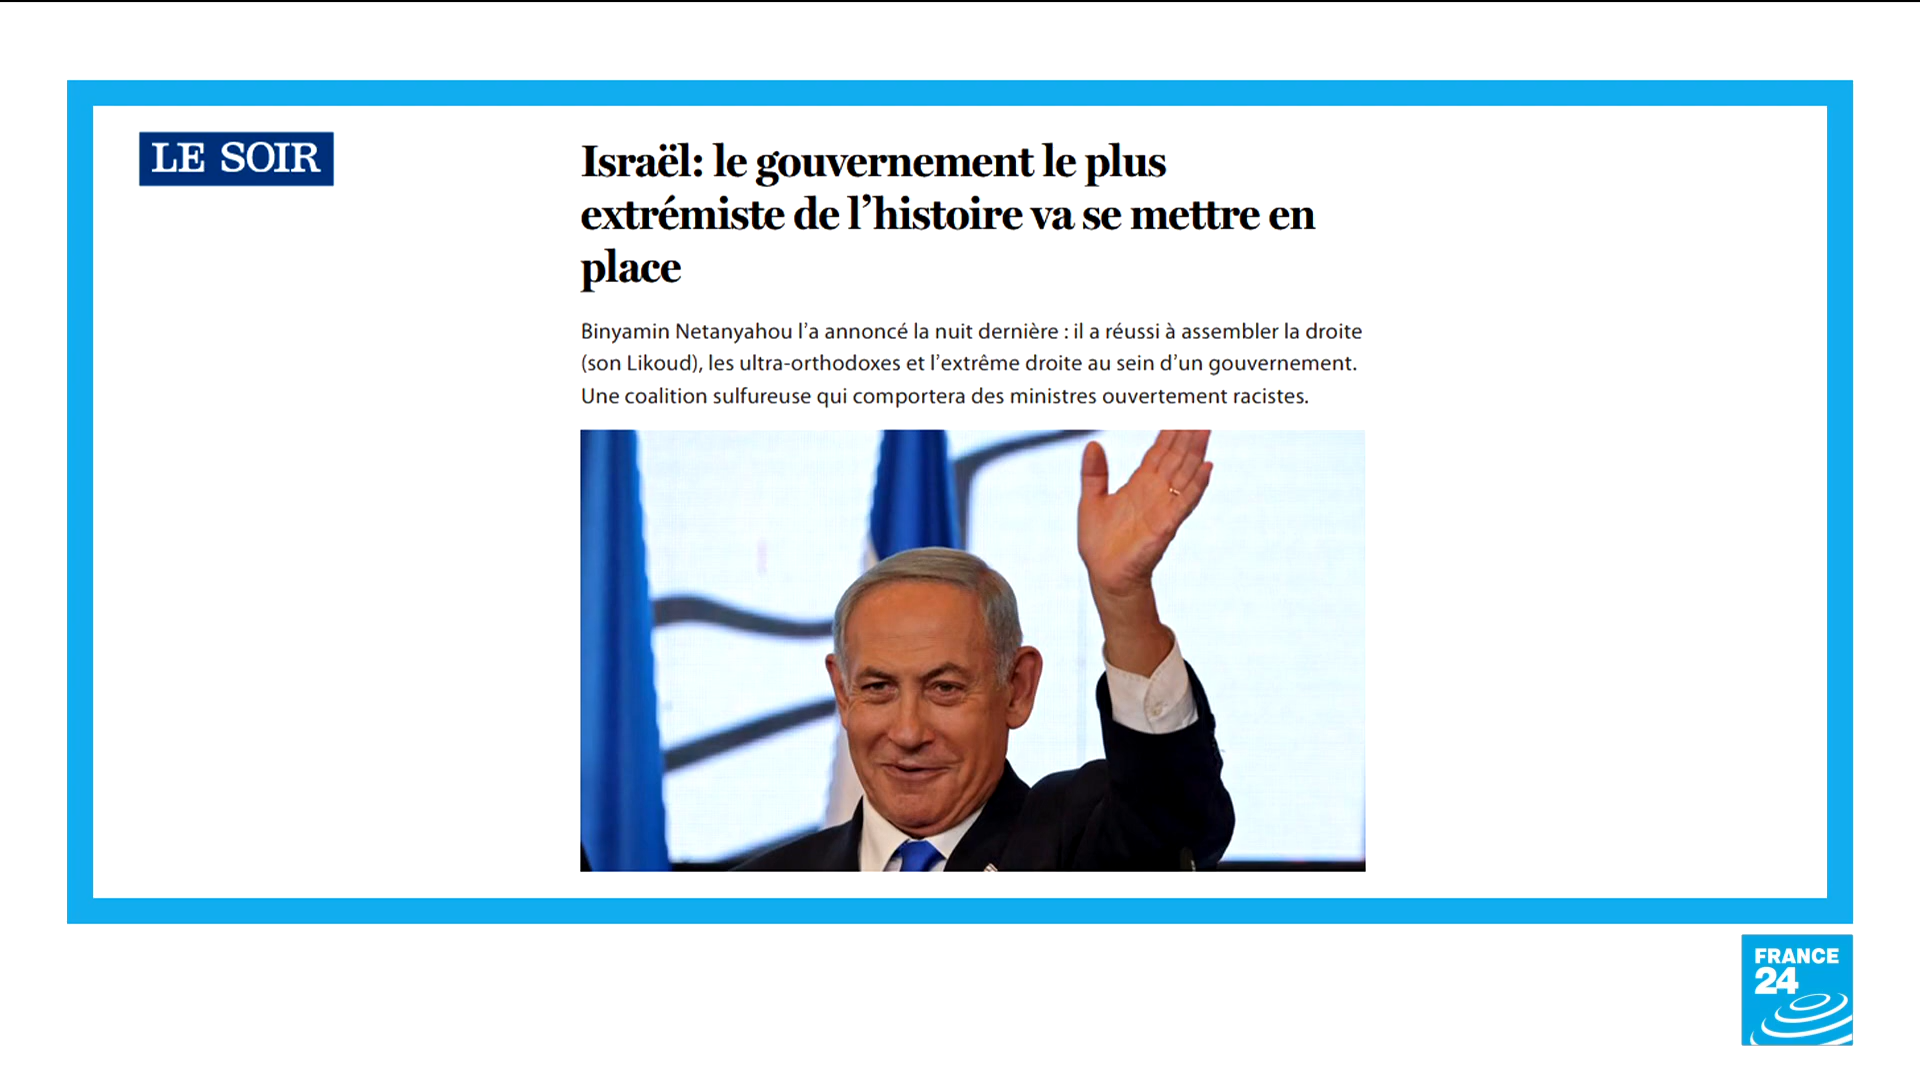 LE SOIR
Israël: le gouvernement le plus
extrémiste de l’histoire va se mettre en
place
Binyamin Netanyahou l’a annoncé la nuit dernière : il a réussi à assembler la droite
(son Likoud), les ultra-orthodoxes et l’extrême droite au sein d’un gouvernement.
Une coalition sulfureuse qui comportera des ministres ouvertement racistes.
FRANCE
24